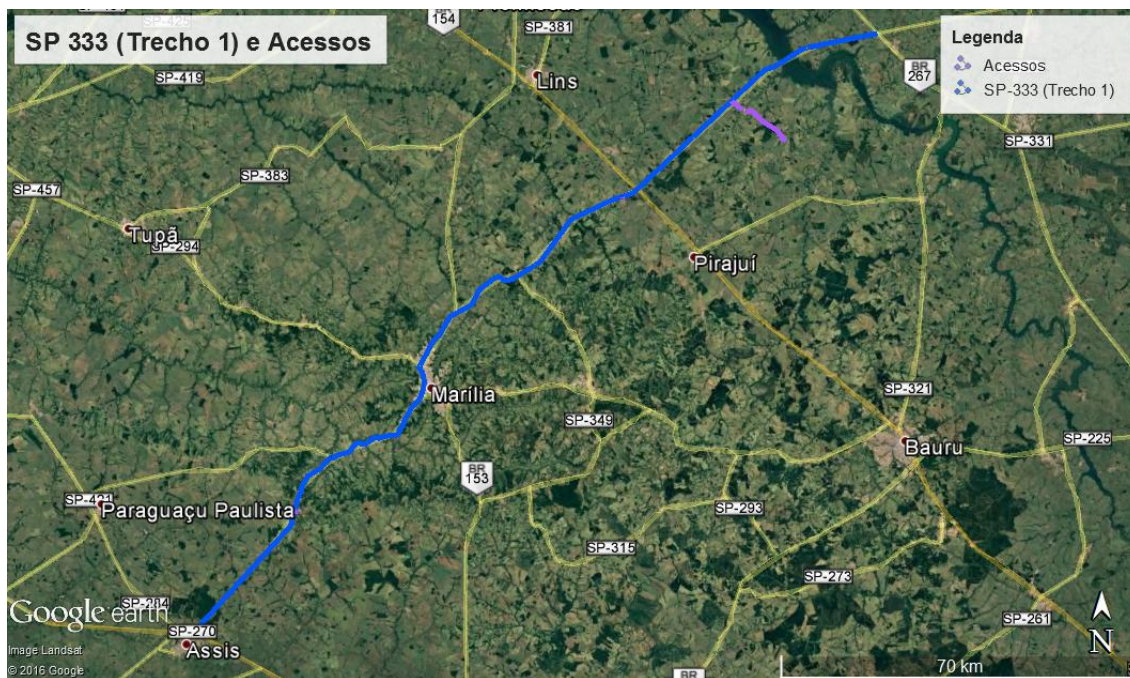 SP 333 (Trecho 1) e Acessos
BR
154
SP-381
SP-425
SP-419
Lins
BR
267
Legenda
Acessos
SP-333 (Trecho 1)
SP-331
SP-383
SP-457
Tupã
SP-294
Pirajuí
Marília
SP-349
SP-321
Bauru
SP-225
BR
153
SP-421
Paraguaçu Paulista
SP-293
SP-315
SP-273
SP-284
SP-261
Google earth
SP-270
Assis
Image Landsat
© 2016 Google
BR
70 km
N